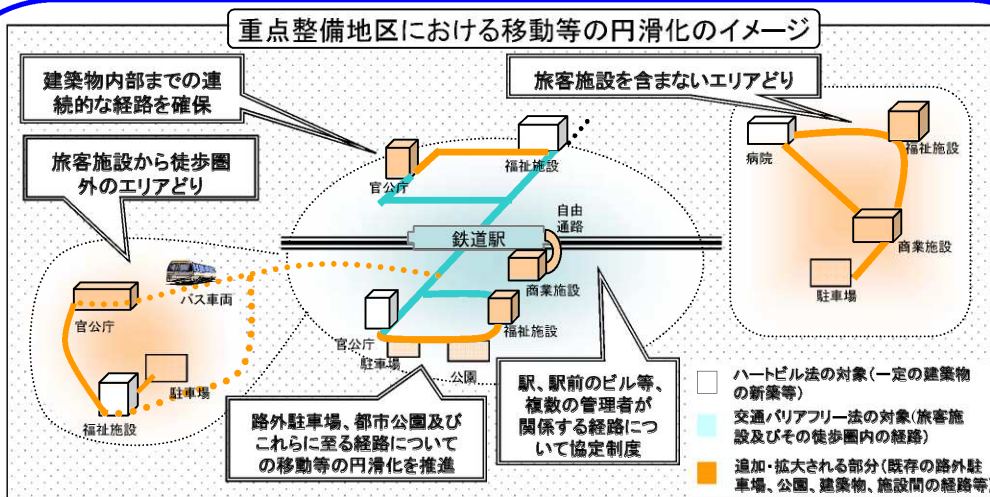 重点整備地区における移動等の円滑化のイメージ
建築物内部までの連
続的な経路を確保
旅客施設を含まないエリアどり
旅客施設から徒歩圏
外のエリアどり
官公庁
福祉施設
病院
福祉施設
自由
通路
鉄道駅
商業施設
商業施設
駐車場
バス車両
官公庁
駐車場
福祉施設
官公庁
駐車場
公園
福祉施設
路外駐車場、都市公園及び
これらに至る経路について
の移動等の円滑化を推進
駅、駅前のビル等、
複数の管理者が
関係する経路につ
いて協定制度
ハートビル法の対象(一定の建築物
の新築等)
交通バリアフリー法の対象(旅客施
設及びその徒歩圏内の経路)
追加・拡大される部分(既存の路外駐
車場、公園、建築物、施設間の経路等)